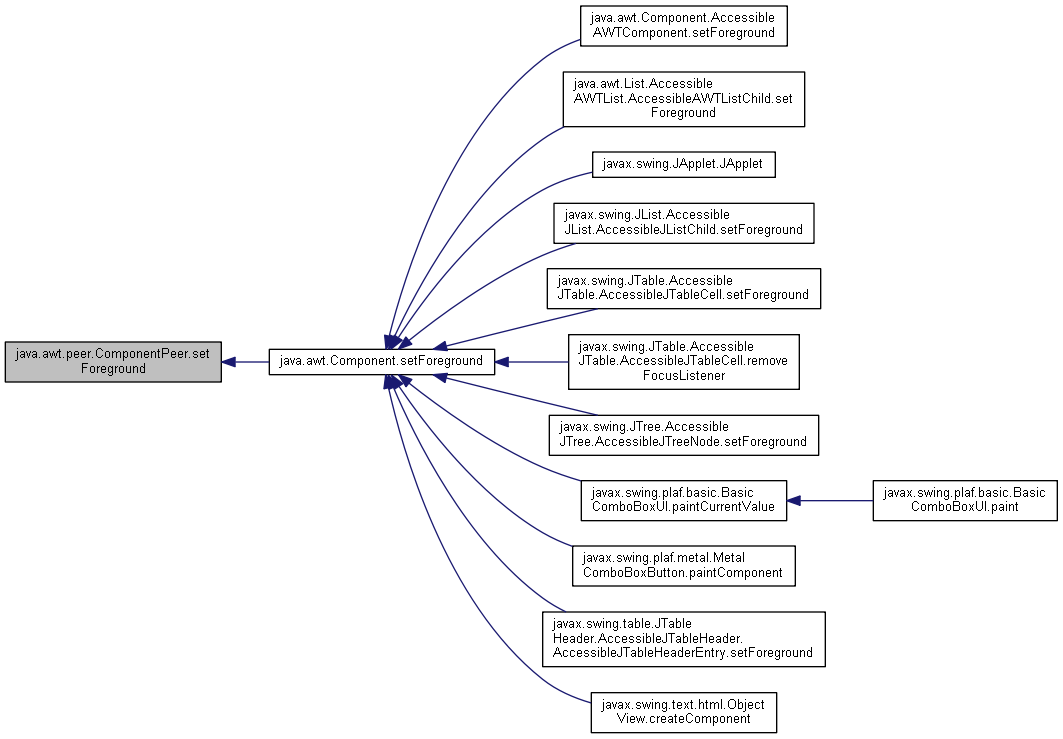 java.awt.Component.Accessible
AWTComponent.setForeground
java.awt.List.Accessible
AWTList.AccessibleAWTListChild.set
Foreground
javax.swing.JApplet.JApplet
javax.swing.JList.Accessible
JList.AccessibleJListChild.setForeground
javax.swing.JTable.Accessible
JTable.AccessibleJTableCell.setForeground
java.awt.peer.ComponentPeer.set
Foreground
java.awt.Component.setForeground
javax.swing.JTable.Accessible
JTable.AccessibleJTableCell.remove
FocusListener
javax.swing.JTree.Accessible
JTree.AccessibleJTreeNode.setForeground
javax.swing.plaf.basic.Basic
ComboBoxUI.paintCurrentValue
javax.swing.plaf.basic.Basic
ComboBoxUI.paint
javax.swing.plaf.metal.Metal
ComboBoxButton.paintComponent
javax.swing.table.JTable
Header.AccessibleJTableHeader.
AccessibleJTableHeaderEntry.setForeground
javax.swing.text.html.Object
View.createComponent